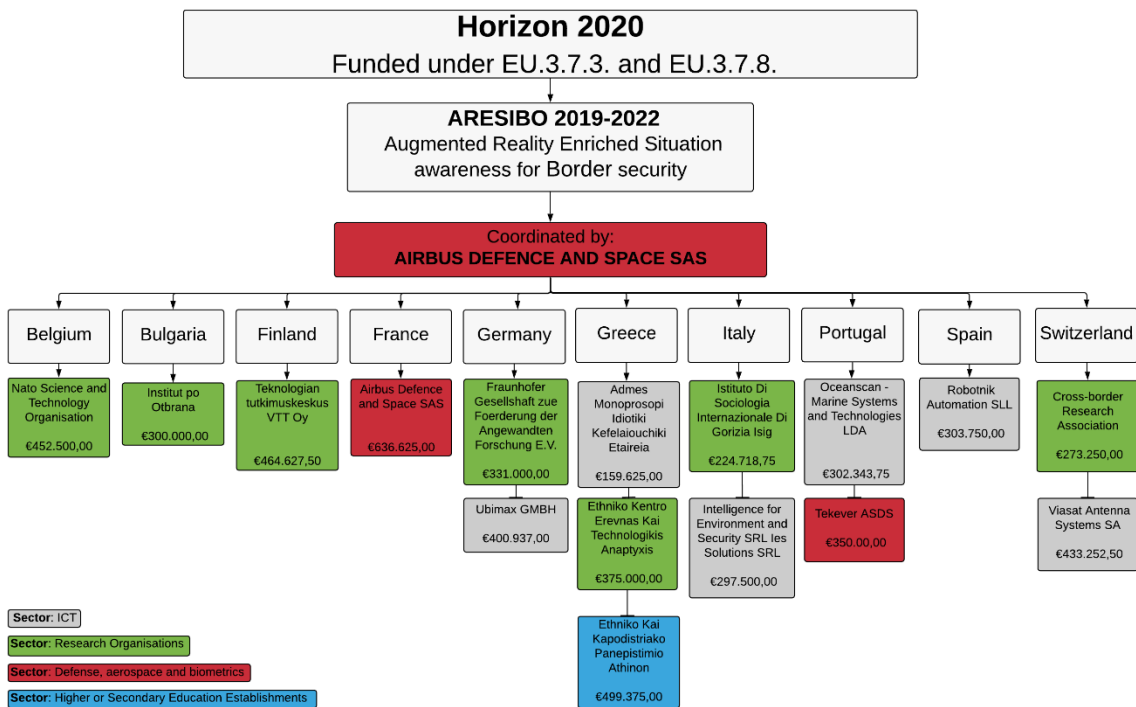 Horizon 2020
Funded under EU.3.7.3. and EU.3.7.8.
ARESIBO 2019-2022
Augmented Reality Enriched Situation
awareness for Border security
Coordinated by:
AIRBUS DEFENCE AND SPACE SAS
Belgium
Bulgaria
Finland
France
Germany
Greece
Italy
Portugal
Spain
Switzerland
Nato Science and
Technology
Organisation
€452.500,00
Institut po
Otbrana
€300.000,00
Teknologian
tutkimuskeskus
VTT Oy
€464.627,50
Airbus Defence
and Space SAS
€636.625,00
Fraunhofer
Gesellschaft zue
Foerderung der
Angewandten
Forschung E.V.
€331.000,00
Ubimax GMBH
€400.937,00
Admes
Monoprosopi
Idiotiki
Kefelaiouchiki
Etaireia
€159.625,00
Ethniko Kentro
Erevnas Kai
Technologikis
Anaptyxis
€375.000,00
Ethniko Kai
Kapodistriako
Panepistimio
Athinon
€499.375,00
Istituto Di
Sociologia
Internazionale Di
Gorizia Isig
€224.718,75
Intelligence for
Environment and
Security SRL Ies
Solutions SRL
€297.500,00
Oceanscan -
Marine Systems
and Technologies
LDA
€302.343,75
Tekever ASDS
€350.00,00
Robotnik
Automation SLL
€303.750,00
Cross-border
Research
Association
€273.250,00
Viasat Antenna
Systems SA
€433.252,50
Sector: ICT
Sector: Research Organisations
Sector: Defense, aerospace and biometrics
Sector: Higher or Secondary Education Establishments